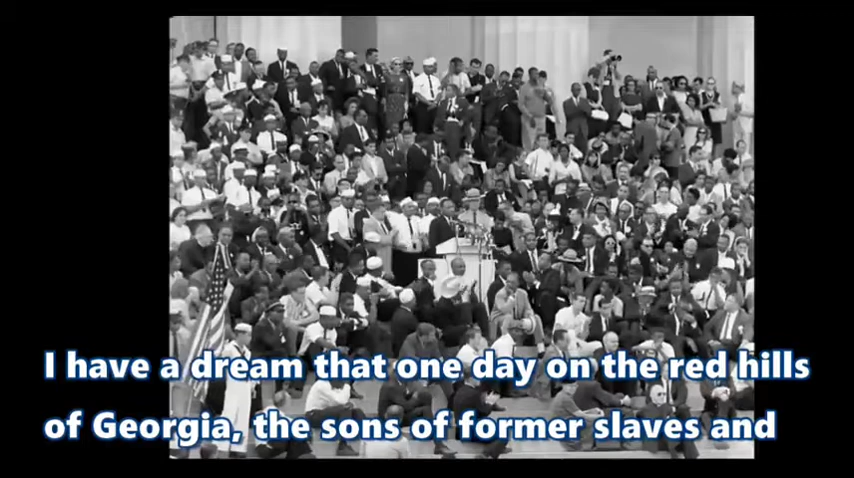 I have a dream that one day on the red hills
of Georgia, the sons of former slaves and